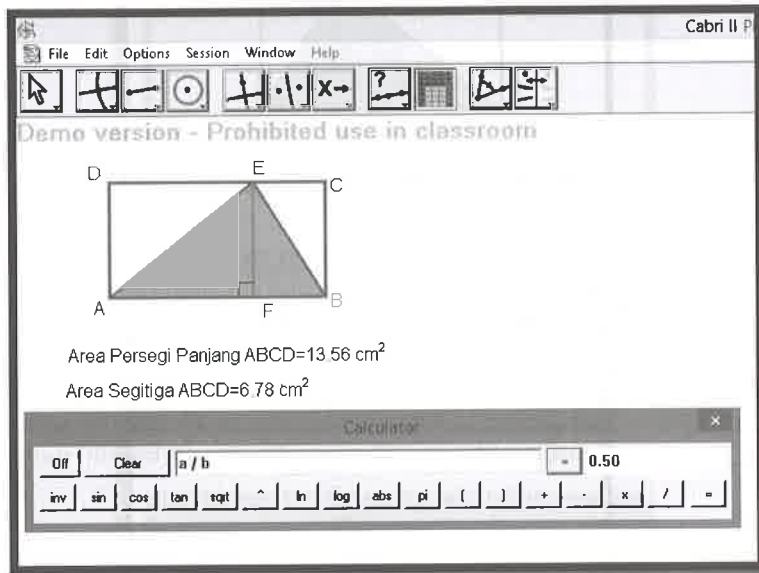 Cabri II P
File Edit Options Session Window Help
X→ ?
Demo version - Prohibited use in classroom
D E C
A F B
Area Persegi Panjang ABCD=13.56 cm²
Area Segitiga ABCD=6.78 cm²
Calculator ×
Off Clear a / b = 0.50
inv sin cos tan sqrt ^ ln log abs pi ( ) + - x / =